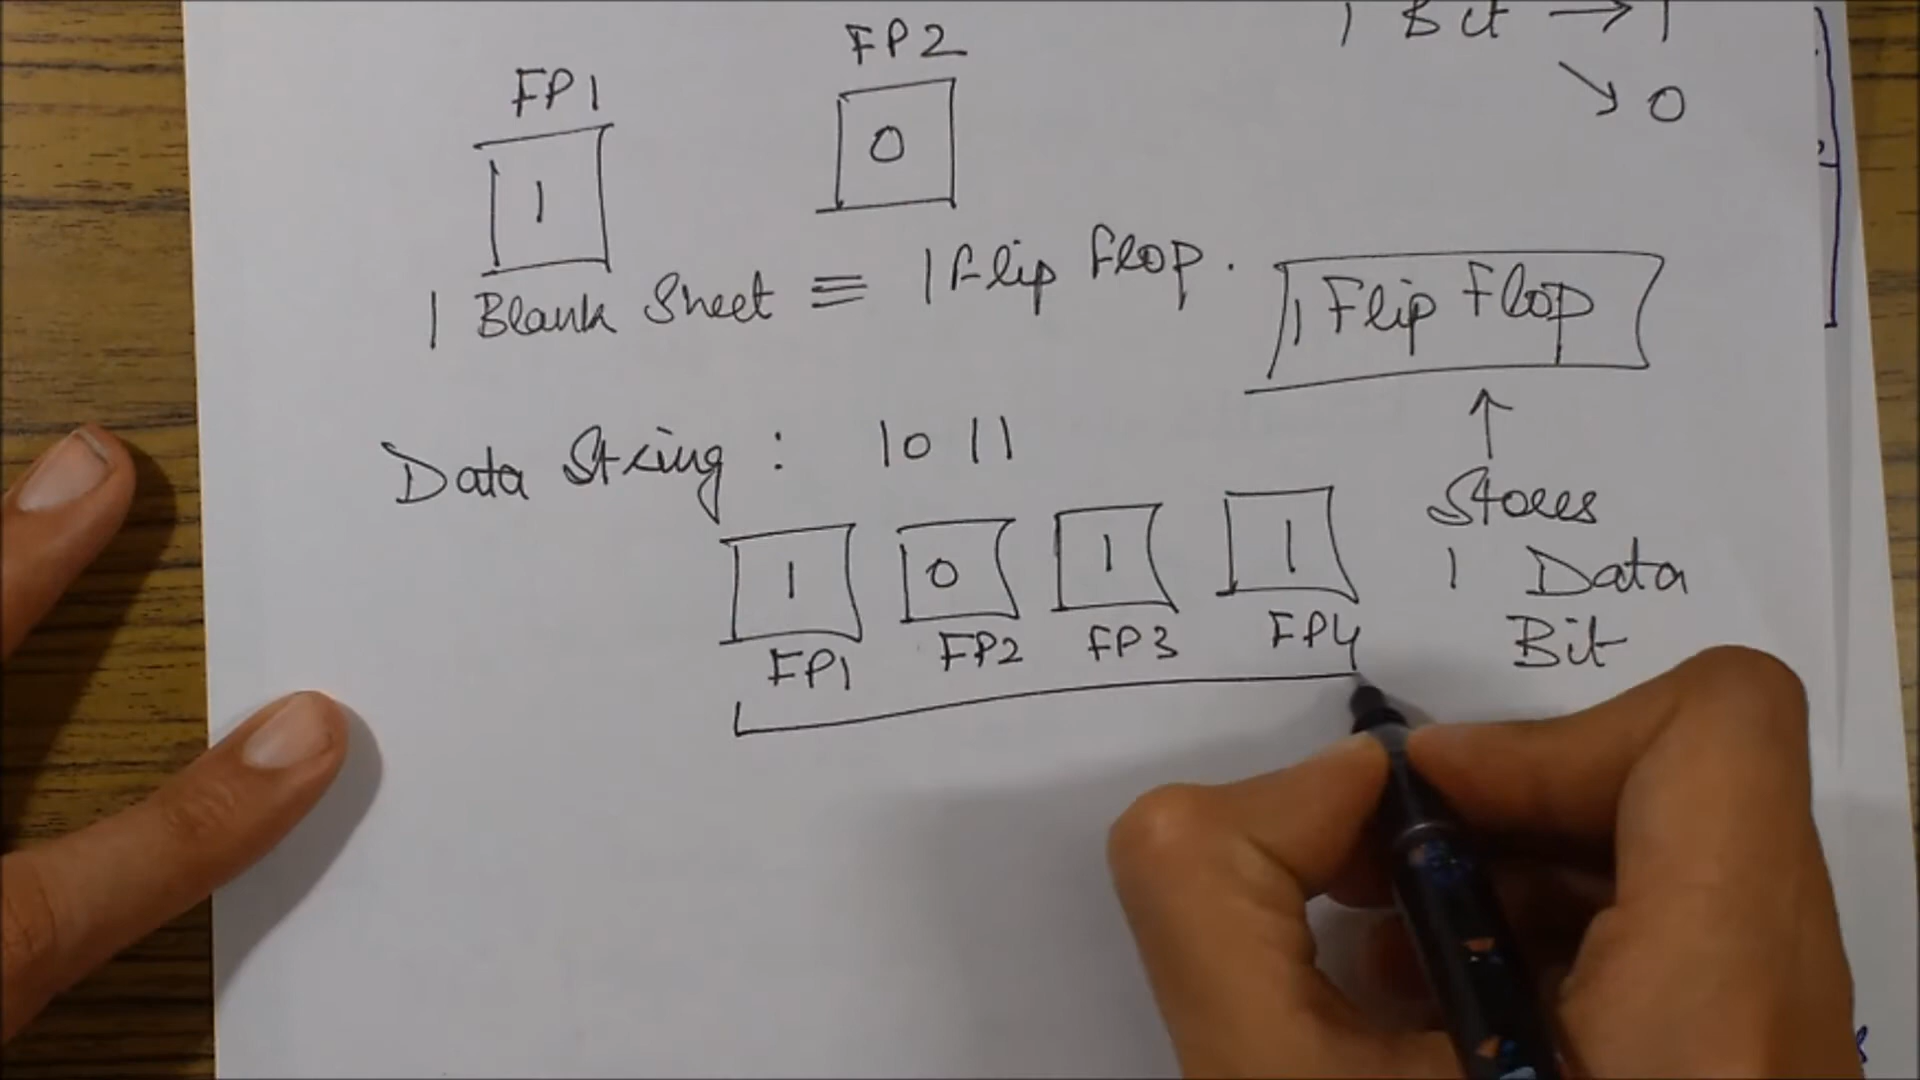 1 Bit → 1
↘ 0
FP1
FP2
1
0
1 Blank Sheet ≡ 1 Flip Flop.
1 Flip Flop
↑
Stores
1 Data
Bit
Data String : 1011
1 0 1 1
FP1 FP2 FP3 FP4